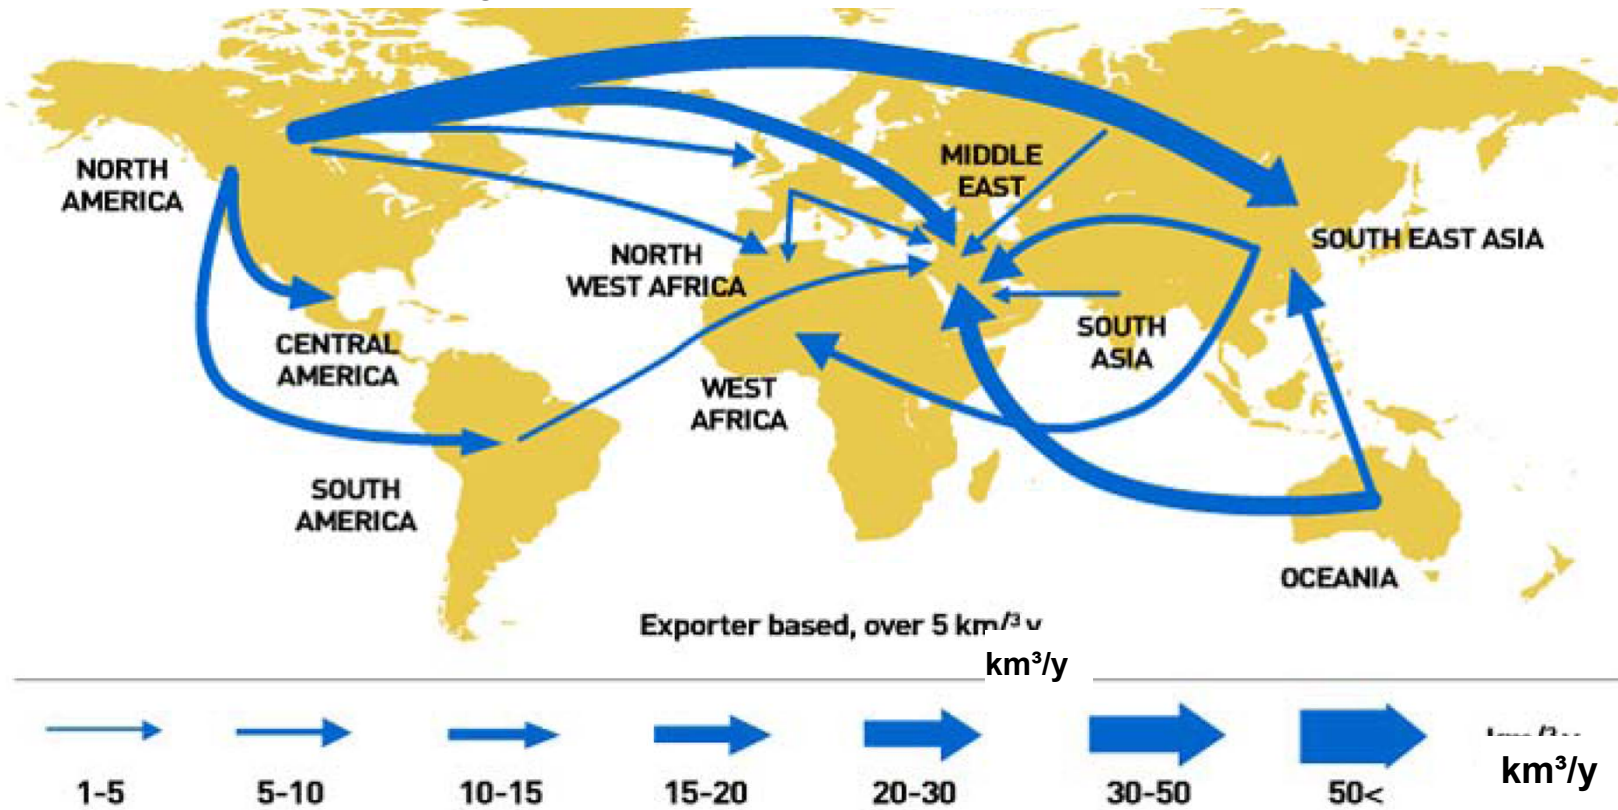 NORTH
AMERICA
MIDDLE
EAST
SOUTH EAST ASIA
NORTH
WEST AFRICA
CENTRAL
AMERICA
SOUTH
ASIA
WEST
AFRICA
SOUTH
AMERICA
OCEANIA
Exporter based, over 5 km/³ y
km³/y
1-5 5-10 10-15 15-20 20-30 30-50 50<
km³/y